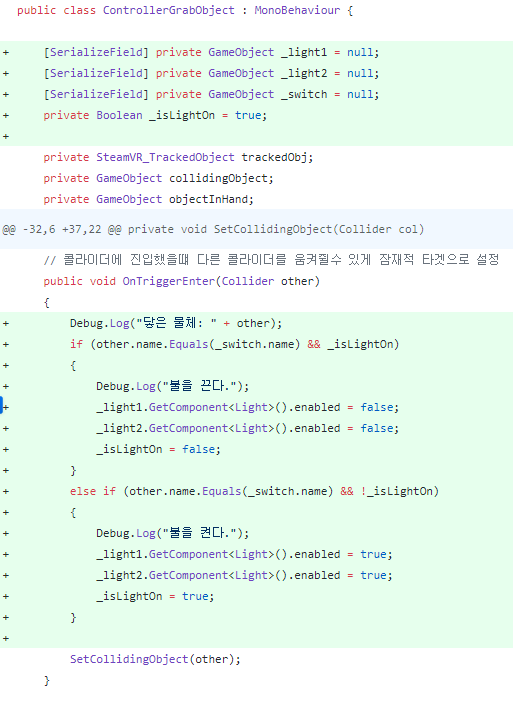 public class ControllerGrabObject : MonoBehaviour {
+ [SerializeField] private GameObject _light1 = null;
+ [SerializeField] private GameObject _light2 = null;
+ [SerializeField] private GameObject _switch = null;
+ private Boolean _isLightOn = true;
+
private SteamVR_TrackedObject trackedObj;
private GameObject collidingObject;
private GameObject objectInHand;
@@ -32,6 +37,22 @@ private void SetCollidingObject(Collider col)
// 콜라이더에 진입했을떄 다른 콜라이더를 움켜쥘수 있게 잠재적 타겟으로 설정
public void OnTriggerEnter(Collider other)
{
+ Debug.Log("닿은 물체: " + other);
+ if (other.name.Equals(_switch.name) && _isLightOn)
+ {
+ Debug.Log("불을 끈다.");
+ _light1.GetComponent<Light>().enabled = false;
+ _light2.GetComponent<Light>().enabled = false;
+ _isLightOn = false;
+ }
+ else if (other.name.Equals(_switch.name) && !_isLightOn)
+ {
+ Debug.Log("불을 켠다.");
+ _light1.GetComponent<Light>().enabled = true;
+ _light2.GetComponent<Light>().enabled = true;
+ _isLightOn = true;
+ }
+
SetCollidingObject(other);
}